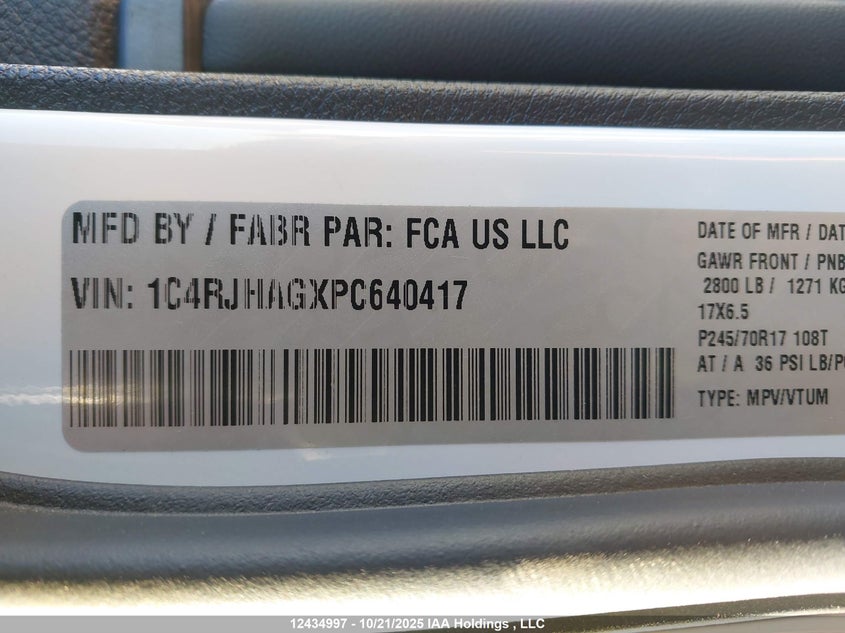 MFD BY / FABR PAR: FCA US LLC
VIN: 1C4RJHAGXPC640417
DATE OF MFR / DAT
GAWR FRONT / PNB
2800 LB / 1271 KG
17X6.5
P245/70R17 108T
AT / A 36 PSI LB/PO
TYPE: MPV/VTUM
12434997 - 10/21/2025 IAA Holdings , LLC